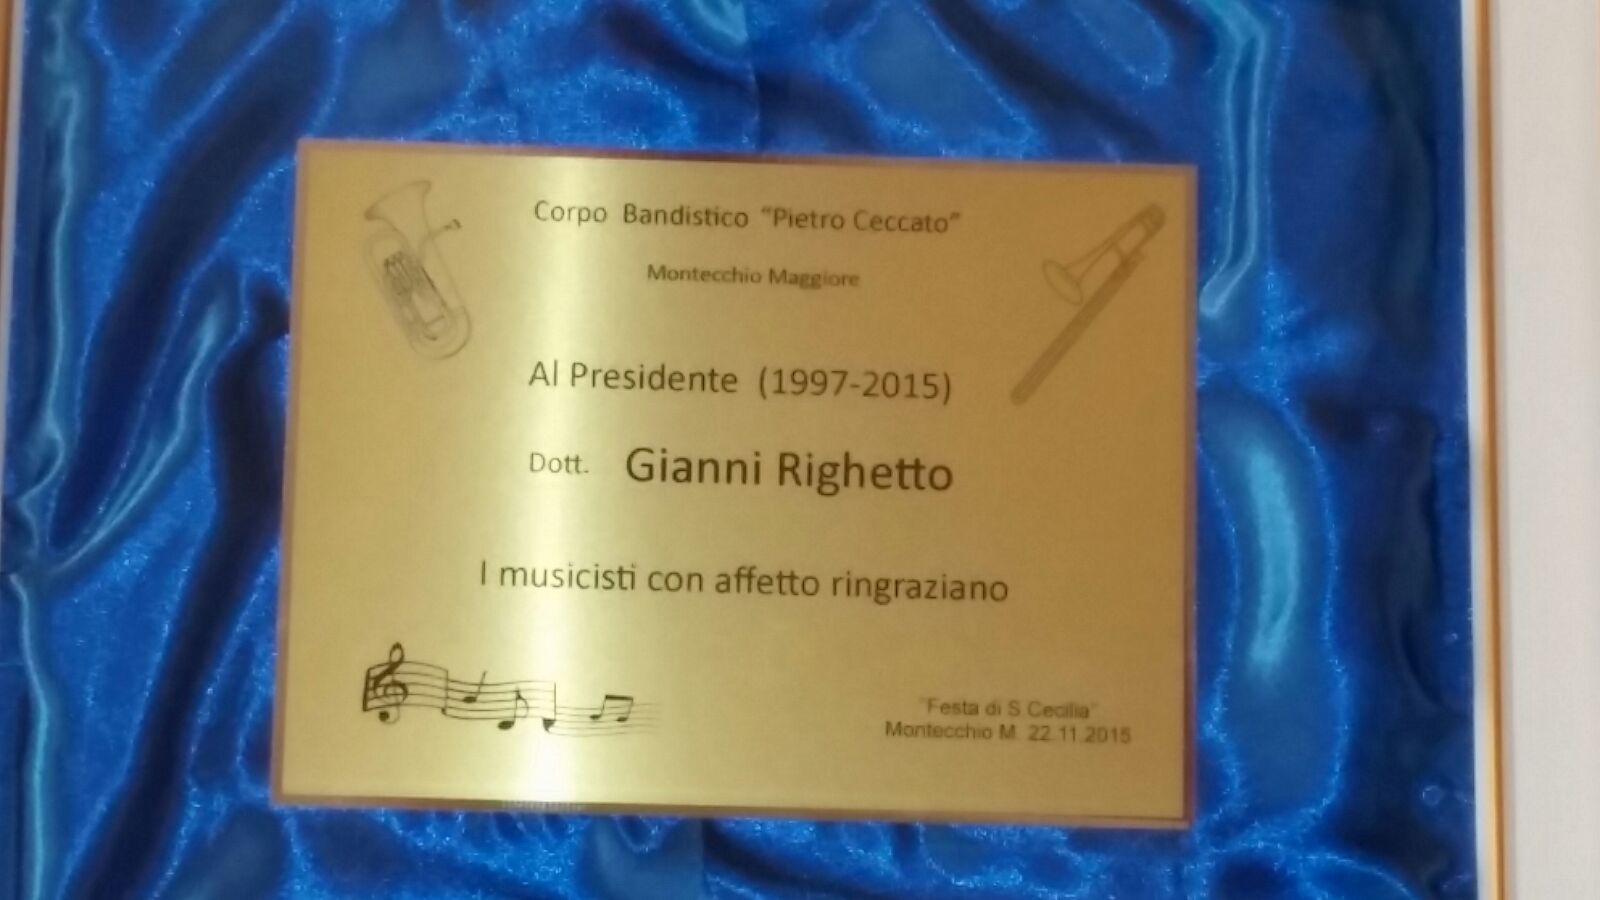 Corpo Bandistico “Pietro Ceccato”
Montecchio Maggiore
Al Presidente (1997-2015)
Dott. Gianni Righetto
I musicisti con affetto ringraziano
"Festa di S Cecilia"
Montecchio M. 22.11.2015